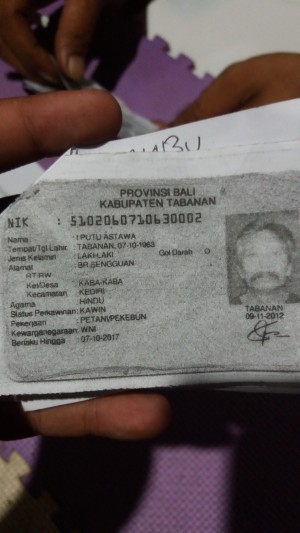 PROVINSI BALI
KABUPATEN TABANAN
NIK : 5102060710630002
Nama : I PUTU ASTAWA
Tempat/Tgl Lahir : TABANAN, 07-10-1963
Jenis Kelamin : LAKI-LAKI Gol Darah O
Alamat : BR.SENGGUAN
RT/RW
Kel/Desa : KABA-KABA
Kecamatan : KEDIRI
Agama : HINDU
Status Perkawinan : KAWIN
Pekerjaan : PETANI/PEKEBUN
Kewarganegaraan : WNI
Berlaku Hingga : 07-10-2017
TABANAN
09-11-2012